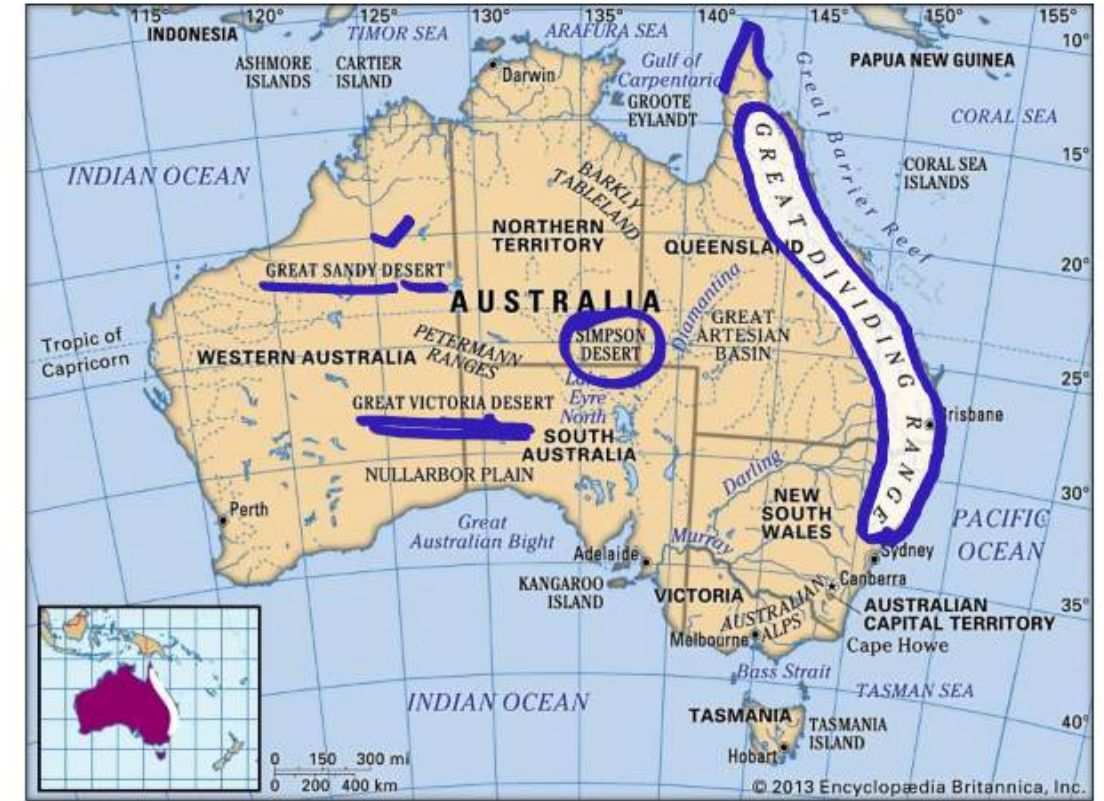 115° 120° 125° 130° 135° 140° 145° 150° 155°
INDONESIA
TIMOR SEA
ARAFURA SEA
10°
ASHMORE
ISLANDS
CARTIER
ISLAND
Darwin
Gulf of
Carpentaria
GROOTE
EYLANDT
PAPUA NEW GUINEA
Great Barrier Reef
CORAL SEA
15°
CORAL SEA
ISLANDS
INDIAN OCEAN
BARKLY
TABLELAND
NORTHERN
TERRITORY
QUEENSLAND
GREAT DIVIDING RANGE
20°
GREAT SANDY DESERT
AUSTRALIA
Diamantina
GREAT
ARTESIAN
BASIN
SIMPSON
DESERT
Tropic of
Capricorn
WESTERN AUSTRALIA
PETERMANN
RANGES
25°
Lake
Eyre
North
GREAT VICTORIA DESERT
Brisbane
SOUTH
AUSTRALIA
NULLARBOR PLAIN
Darling
NEW
SOUTH
WALES
30°
Perth
Great
Australian Bight
Adelaide
Murray
PACIFIC
OCEAN
Sydney
KANGAROO
ISLAND
VICTORIA
Canberra
AUSTRALIAN
ALPS
AUSTRALIAN
CAPITAL TERRITORY
35°
Melbourne
Cape Howe
Bass Strait
TASMAN SEA
INDIAN OCEAN
TASMANIA
TASMANIA
ISLAND
40°
Hobart
0 150 300 mi
0 200 400 km
© 2013 Encyclopædia Britannica, Inc.